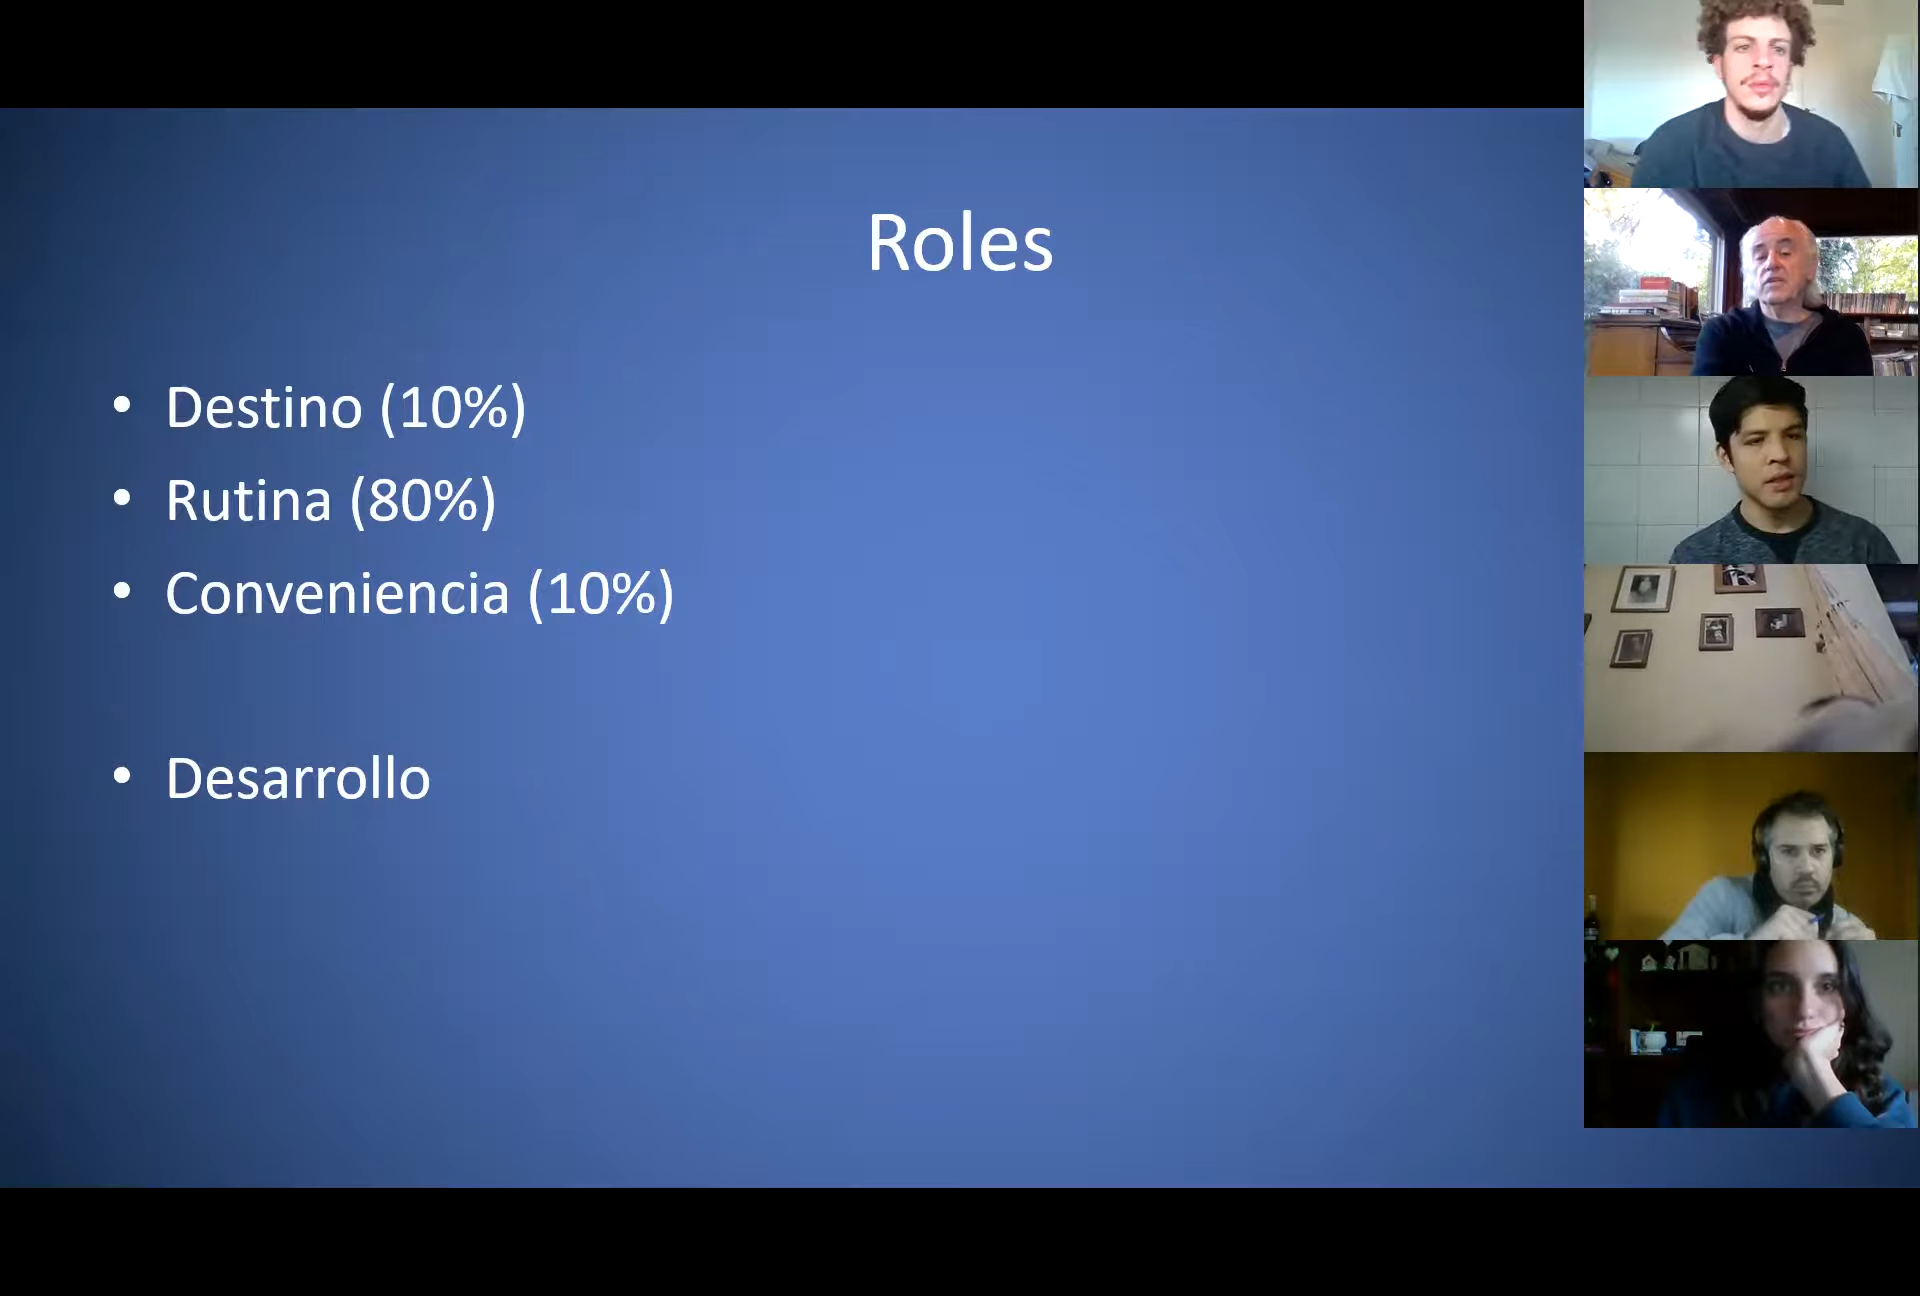 Roles
• Destino (10%)
• Rutina (80%)
• Conveniencia (10%)
• Desarrollo